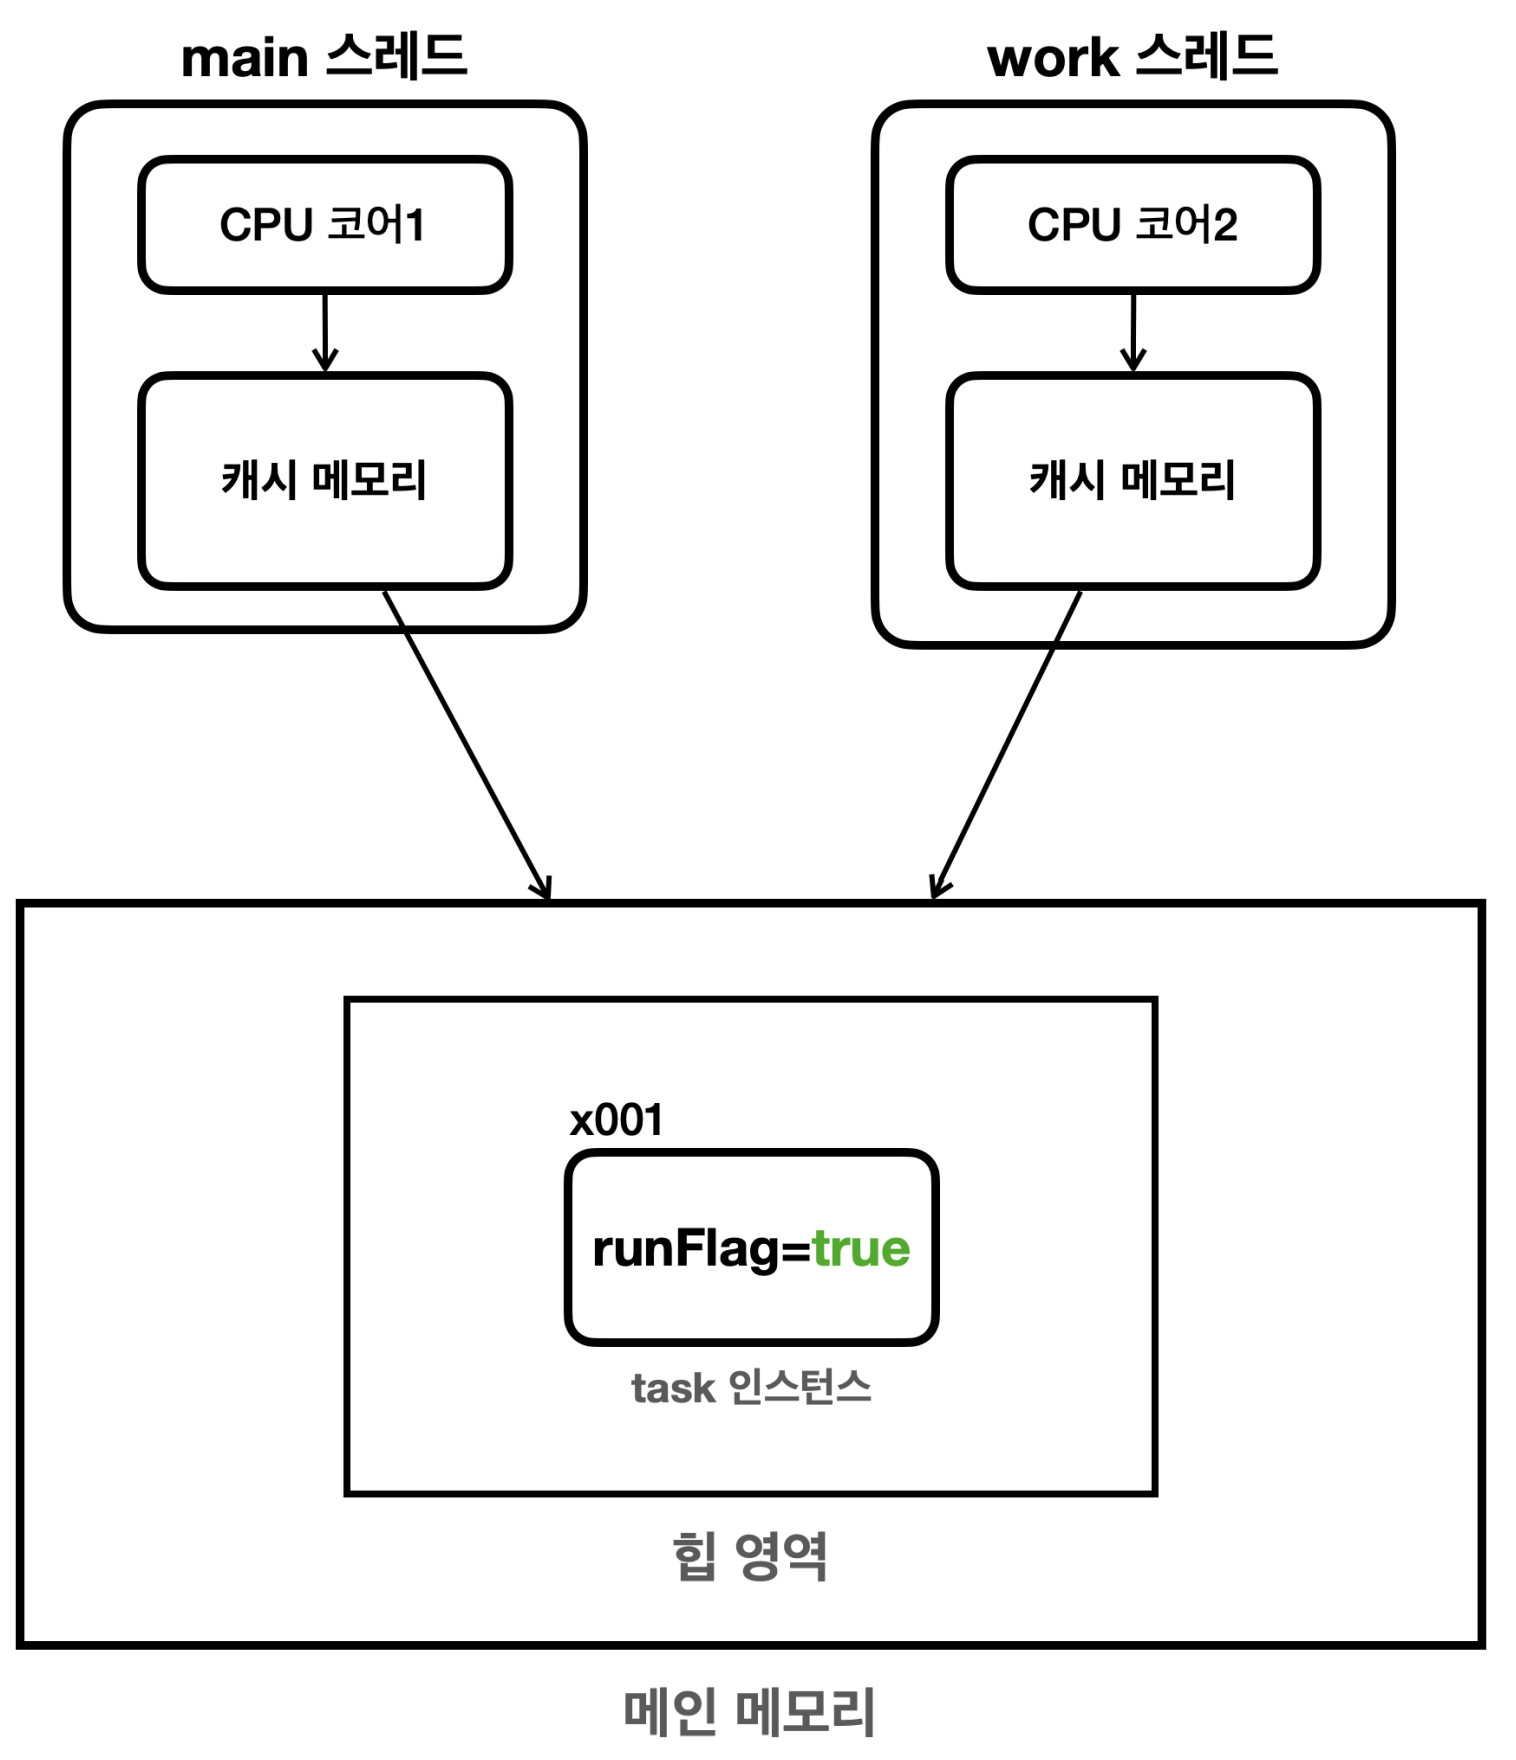 main 스레드
work 스레드
CPU 코어1
CPU 코어2
캐시 메모리
캐시 메모리
x001
runFlag=true
task 인스턴스
힙 영역
메인 메모리